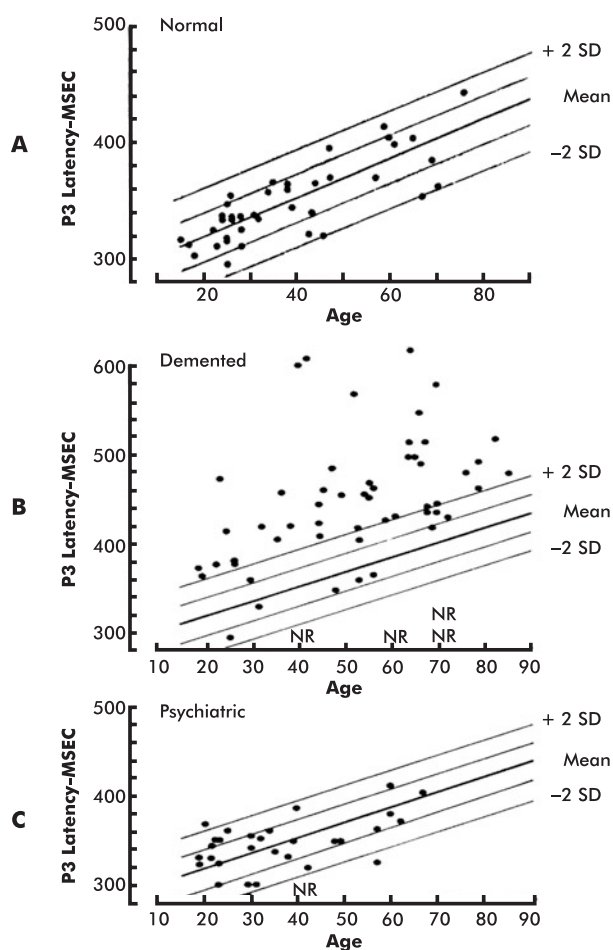 A
Normal
P3 Latency–MSEC
500
400
300
+ 2 SD
Mean
–2 SD
20 40 60 80
Age
B
Demented
P3 Latency–MSEC
600
500
400
300
+ 2 SD
Mean
–2 SD
NR
NR NR NR
10 20 30 40 50 60 70 80 90
Age
C
Psychiatric
P3 Latency–MSEC
500
400
300
+ 2 SD
Mean
–2 SD
NR
10 20 30 40 50 60 70 80 90
Age